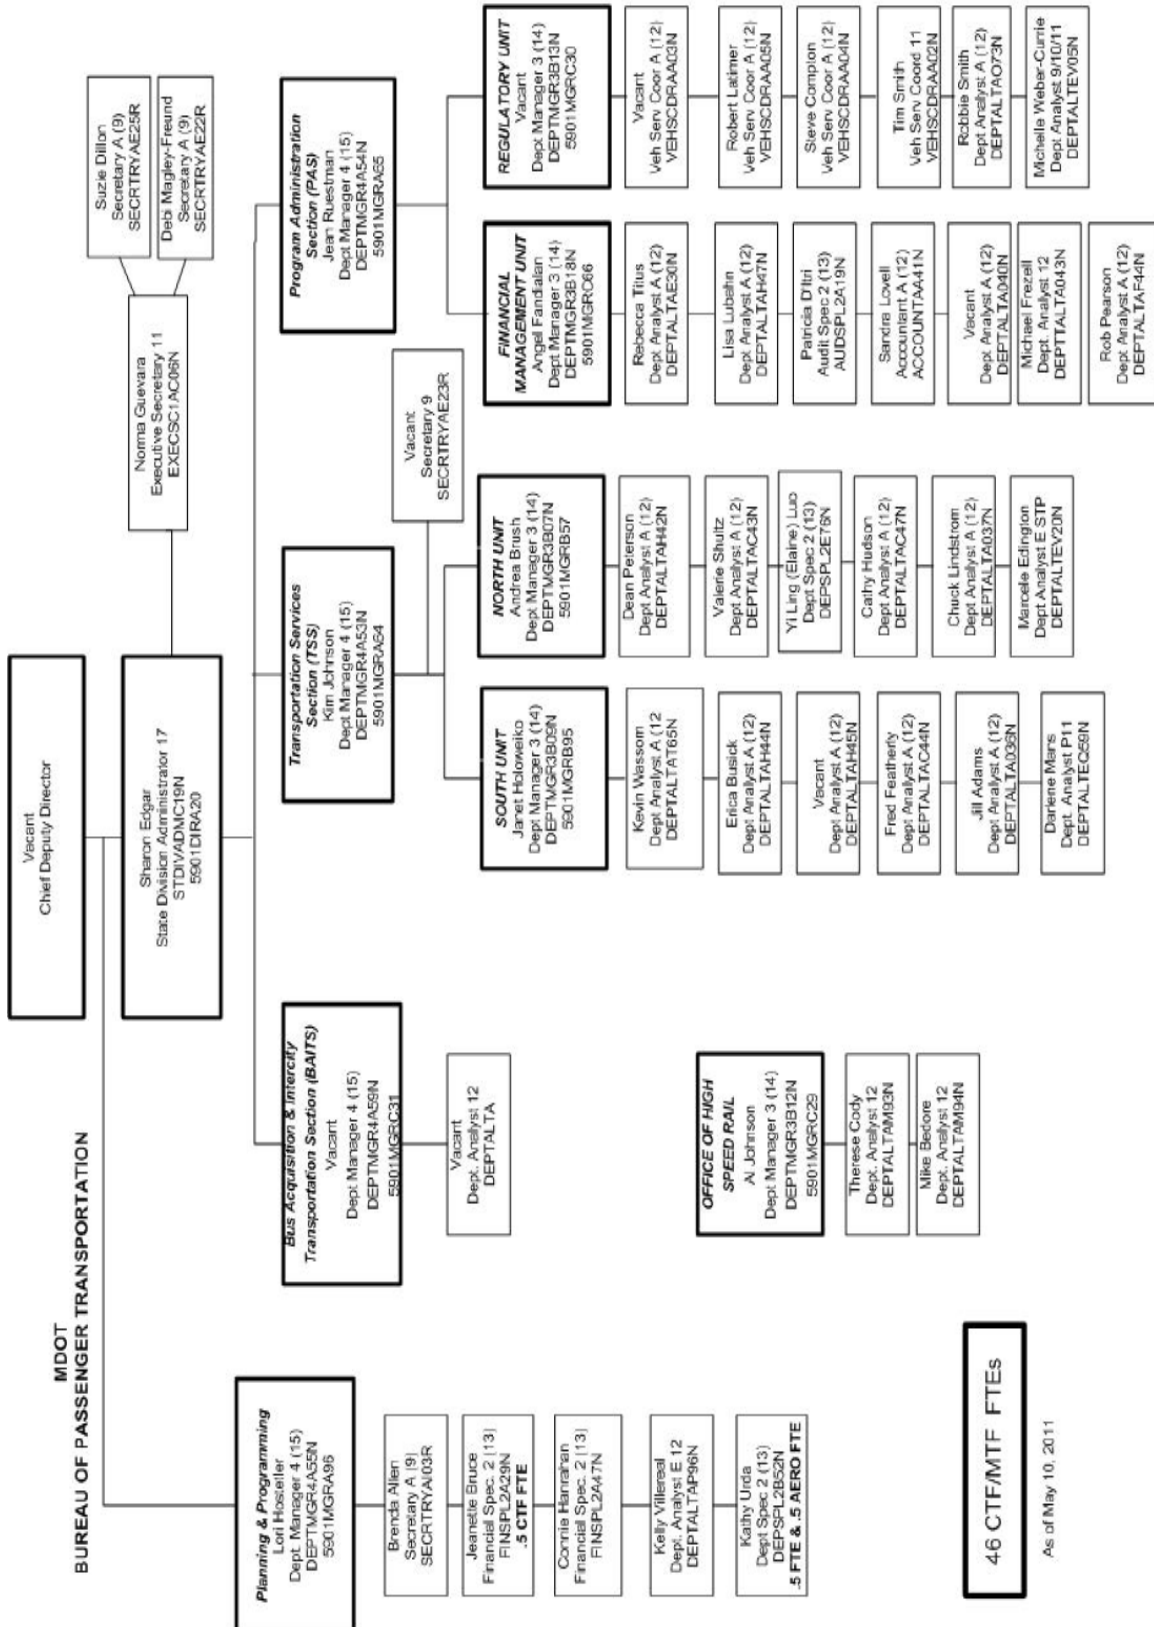 MDOT
BUREAU OF PASSENGER TRANSPORTATION
Vacant
Chief Deputy Director
Sharon Edgar
State Division Administrator 17
STDIVADMC19N
5901DIRA20
Norma Guevara
Executive Secretary 11
EXECSC1AC06N
Suzie Dillon
Secretary A (9)
SECRTRYAE25R
Debi Magley-Freund
Secretary A (9)
SECRTRYAE22R
Planning & Programming
Lori Hostetler
Dept. Manager 4 (15)
DEPTMGR4A55N
5901MGRA96
Brenda Allen
Secretary A (9)
SECRTRYAI03R
Jeanette Bruce
Financial Spec. 2 (13)
FINSPL2A29N
.5 CTF FTE
Connie Hanrahan
Financial Spec. 2 (13)
FINSPL2A47N
Kelly Villereal
Dept. Analyst E 12
DEPTALTAP96N
Kathy Urda
Dept Spec 2 (13)
DEPSPL2B52N
.5 FTE & .5 AERO FTE
Bus Acquisition & Intercity
Transportation Section (BAITS)
Vacant
Dept Manager 4 (15)
DEPTMGR4A59N
5901MGRC31
Vacant
Dept. Analyst 12
DEPTALTA
OFFICE OF HIGH
SPEED RAIL
Al Johnson
Dept Manager 3 (14)
DEPTMGR3B12N
5901MGRC29
Therese Cody
Dept. Analyst 12
DEPTALTAM93N
Mike Bedore
Dept. Analyst 12
DEPTALTAM94N
Transportation Services
Section (TSS)
Kim Johnson
Dept Manager 4 (15)
DEPTMGR4A53N
5901MGRA64
Vacant
Secretary 9
SECRTRYAE23R
SOUTH UNIT
Janet Holoweiko
Dept Manager 3 (14)
DEPTMGR3B09N
5901MGRB95
Kevin Wassom
Dept Analyst A (12
DEPTALTAT65N
Erica Busick
Dept Analyst A (12)
DEPTALTAH44N
Vacant
Dept Analyst A (12)
DEPTALTAH45N
Fred Featherly
Dept Analyst A (12)
DEPTALTAC44N
Jill Adams
Dept Analyst A (12)
DEPTALTA036N
Darlene Mans
Dept. Analyst P11
DEPTALTEC69N
NORTH UNIT
Andrea Brush
Dept Manager 3 (14)
DEPTMGR3B07N
5901MGRB57
Dean Peterson
Dept Analyst A (12)
DEPTALTAH42N
Valerie Shultz
Dept Analyst A (12)
DEPTALTAC43N
Yi Ling (Elaine) Luo
Dept Spec 2 (13)
DEPSPL2E76N
Cathy Hudson
Dept Analyst A (12)
DEPTALTAC47N
Chuck Lindstrom
Dept Analyst A (12)
DEPTALTA037N
Marcele Edington
Dept Analyst E STP
DEPTALTEV20N
Program Administration
Section (PAS)
Jean Ruestman
Dept Manager 4 (15)
DEPTMGR4A54N
5901MGRA65
FINANCIAL
MANAGEMENT UNIT
Angel Fandialan
Dept Manager 3 (14)
DEPTMGR3B18N
5901MGRC66
Rebecca Titus
Dept Analyst A (12)
DEPTALTAE30N
Lisa Lubahn
Dept Analyst A (12)
DEPTALTAH47N
Patricia D'Itri
Audit Spec 2 (13)
AUDSPL2A19N
Sandra Lovell
Accountant A (12)
ACCOUNTAA41N
Vacant
Dept Analyst A (12)
DEPTALTA040N
Michael Frezell
Dept. Analyst 12
DEPTTALTA043N
Rob Pearson
Dept Analyst A (12)
DEPTALTAF44N
REGULATORY UNIT
Vacant
Dept Manager 3 (14)
DEPTMGR3B13N
5901MGRC30
Vacant
Veh Serv Coor A (12)
VEHSCDRAA03N
Robert Latimer
Veh Serv Coor A (12)
VEHSCDRAA05N
Steve Compton
Veh Serv Coor A (12)
VEHSCDRAA04N
Tim Smith
Veh Serv Coord 11
VEHSCDRAA02N
Robbie Smith
Dept Analyst A (12)
DEPTALTAO73N
Michelle Weber-Currie
Dept Analyst 9/10/11
DEPTALTEV05N
46 CTF/MTF FTEs
As of May 10, 2011